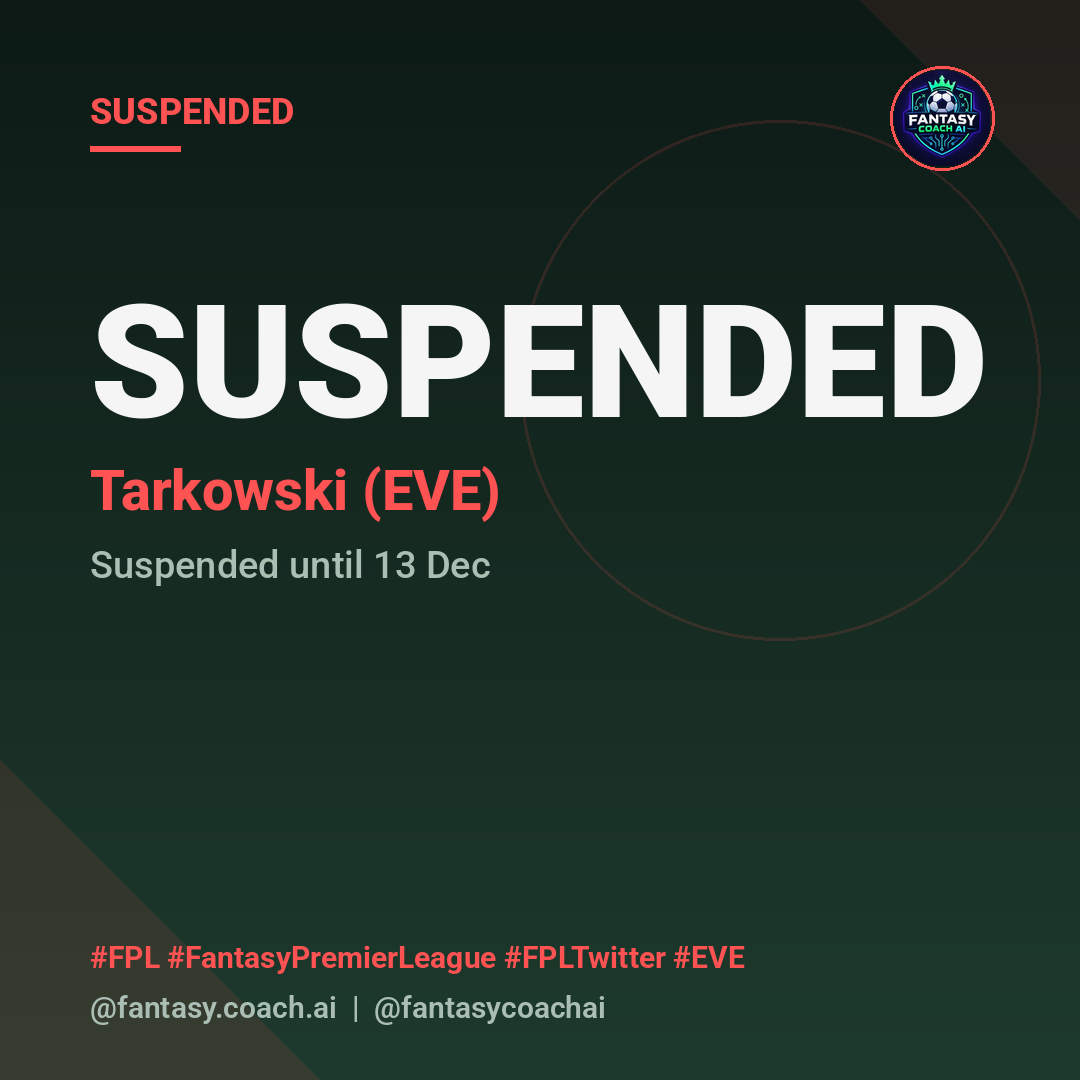 SUSPENDED
FANTASY
COACH AI
SUSPENDED
Tarkowski (EVE)
Suspended until 13 Dec
#FPL #FantasyPremierLeague #FPLTwitter #EVE
@fantasy.coach.ai | @fantasycoachai